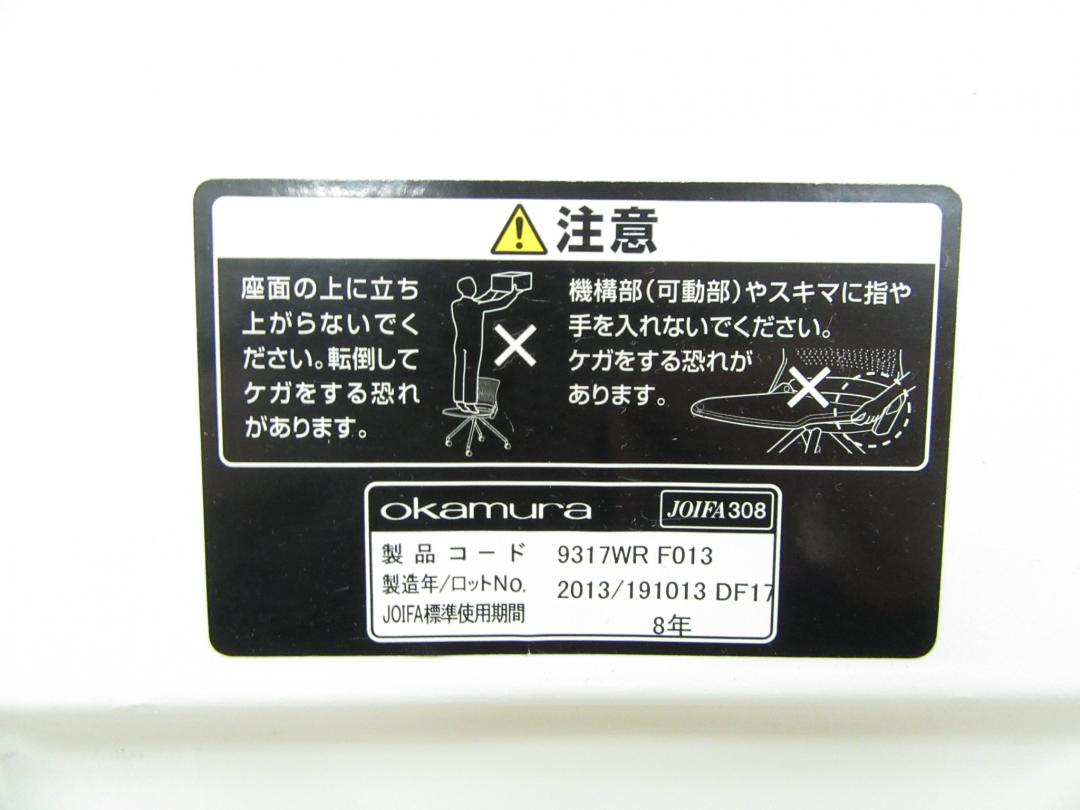 注意
座面の上に立ち
上がらないでく
ださい。転倒して
ケガをする恐れ
があります。
機構部(可動部)やスキマに指や
手を入れないでください。
ケガをする恐れが
あります。
okamura
JOIFA308
製品コード 9317WR F013
製造年/ロットNo. 2013/191013 DF17
JOIFA標準使用期間 8年